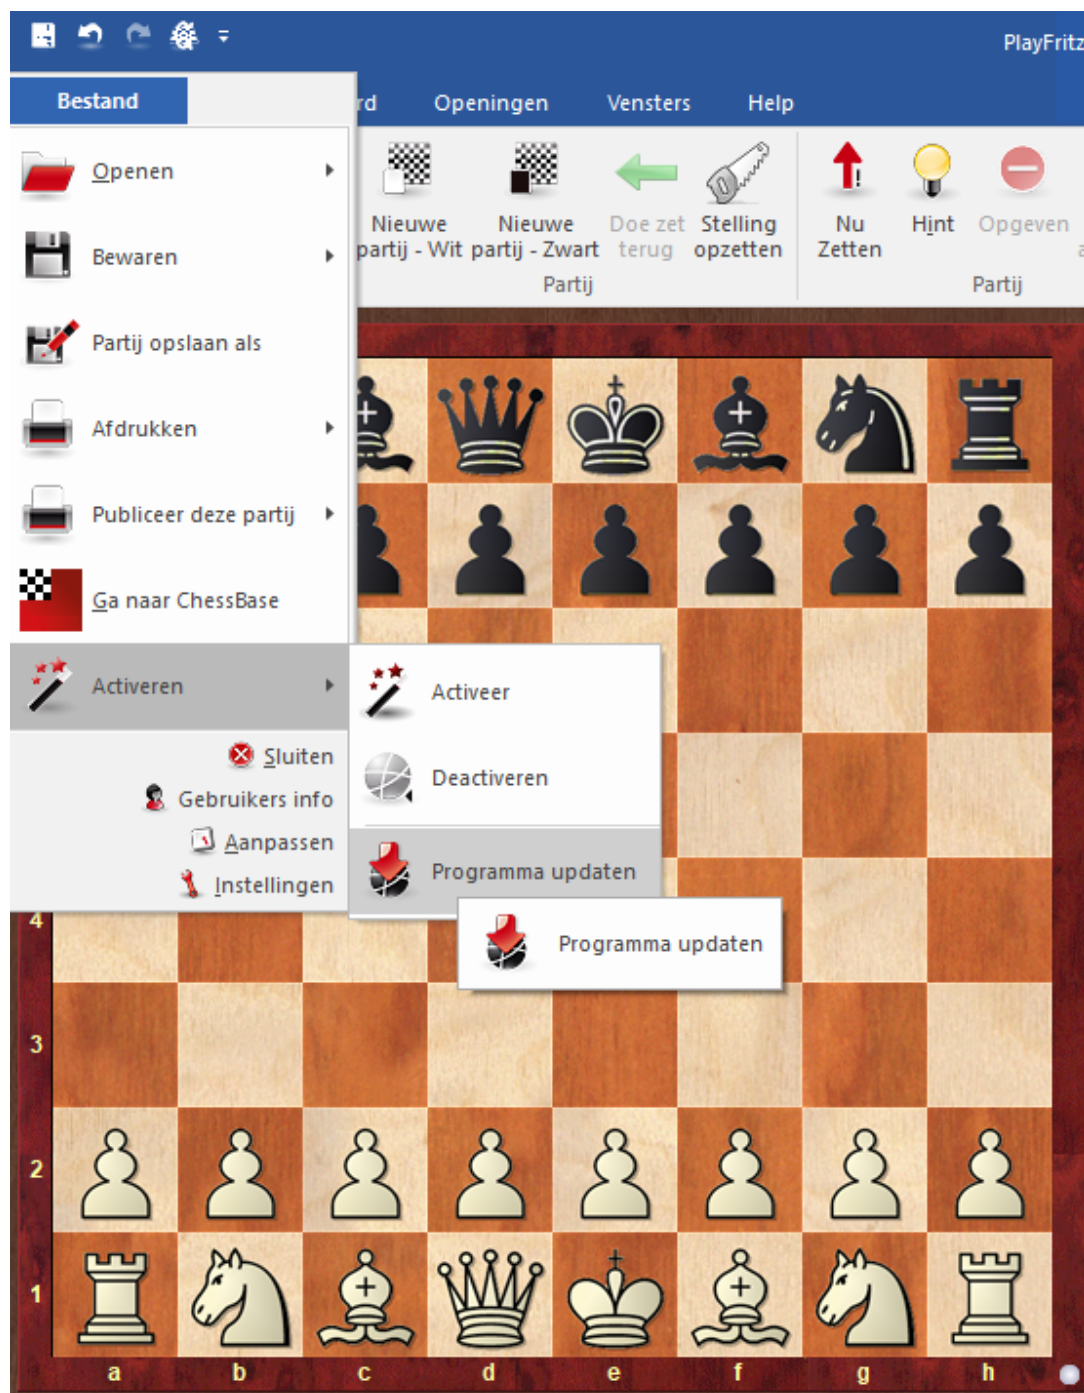 PlayFritz
Bestand
rd Openingen Vensters Help
Openen
Bewaren
Partij opslaan als
Afdrukken
Publiceer deze partij
Ga naar ChessBase
Activeren
Sluiten
Gebruikers info
Aanpassen
Instellingen
Nieuwe
partij - Wit
Nieuwe
partij - Zwart
Doe zet
terug
Stelling
opzetten
Partij
Nu
Zetten
Hint
Opgeven
Partij
Activeer
Deactiveren
Programma updaten
Programma updaten
4
3
2
1
a b c d e f g h